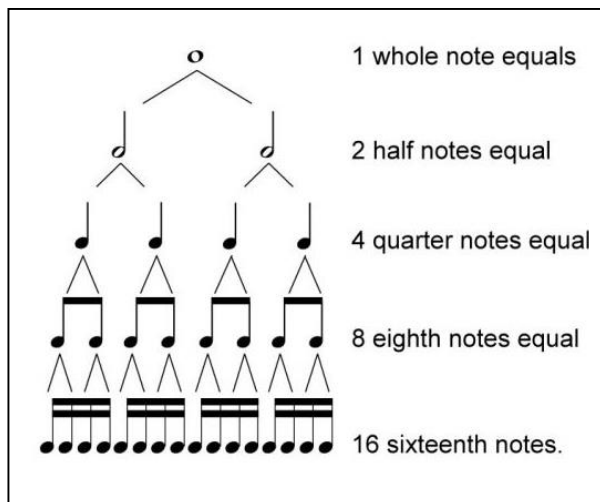 1 whole note equals
2 half notes equal
4 quarter notes equal
8 eighth notes equal
16 sixteenth notes.